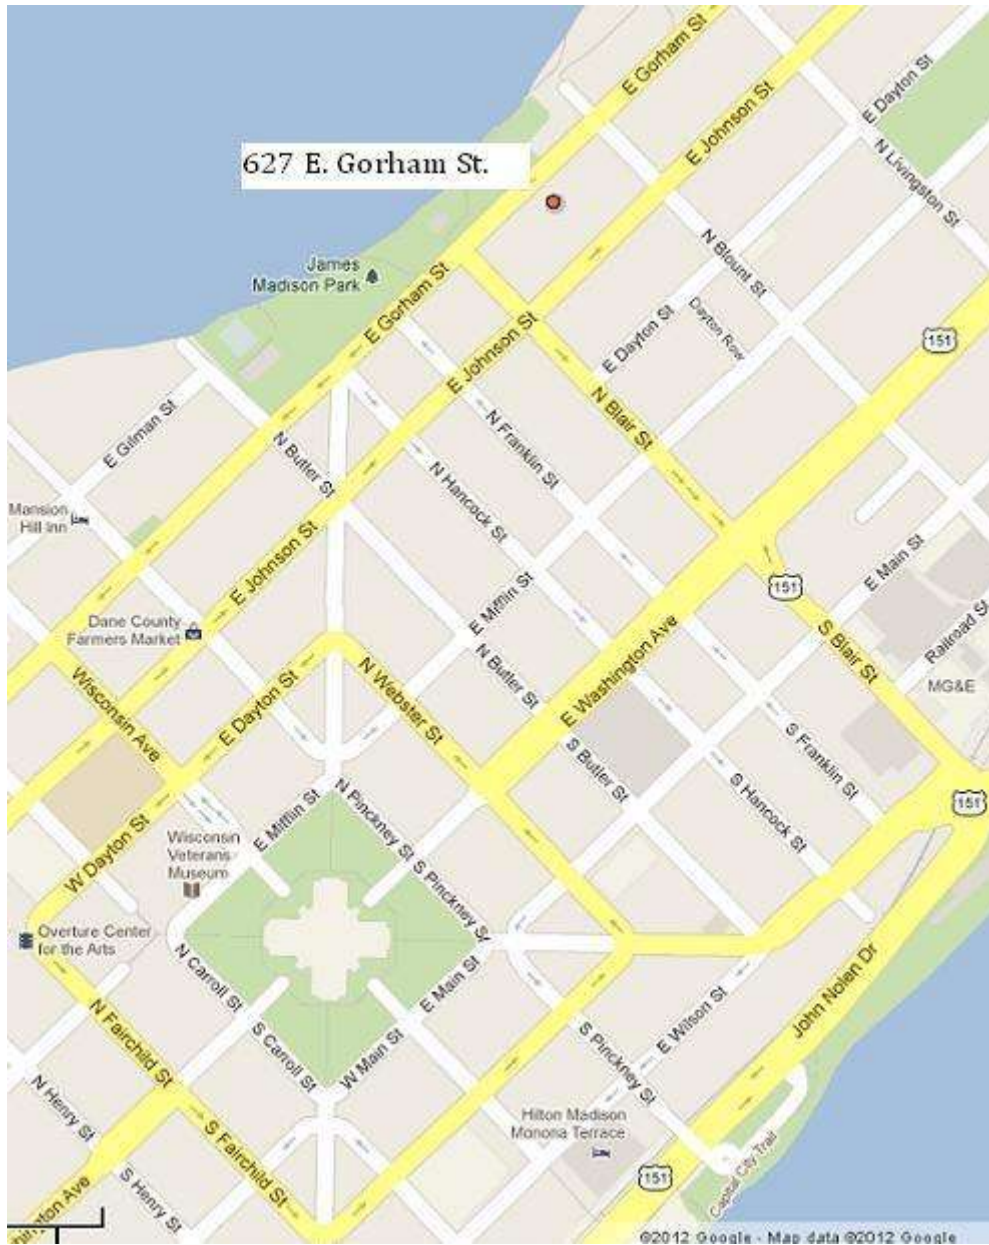 E Gorham St
E Dayton St
E Johnson St
627 E. Gorham St.
N Livingston St
N Blount St
James
Madison Park
E Gorham St
E Dayton St
Dayton Row
151
E Johnson St
E Gilman St
N Blair St
N Butler St
N Franklin St
N Hancock St
Mansion
Hill Inn
E Johnson St
E Main St
151
E Mifflin St
Railroad St
Dane County
Farmers Market
E Washington Ave
S Blair St
Wisconsin Ave
E Dayton St
N Webster St
N Butler St
MG&E
S Franklin St
S Butler St
S Hancock St
151
E Mifflin St
N Pinckney St
W Dayton St
Wisconsin
Veterans
Museum
S Pinckney St
Overture Center
for the Arts
N Carroll St
E Main St
John Nolen Dr
E Wilson St
N Fairchild St
S Carroll St
W Main St
S Pinckney St
N Henry St
Hilton Madison
Monona Terrace
S Fairchild St
151
Capital City Trail
S Henry St
hington Ave
©2012 Google - Map data ©2012 Google